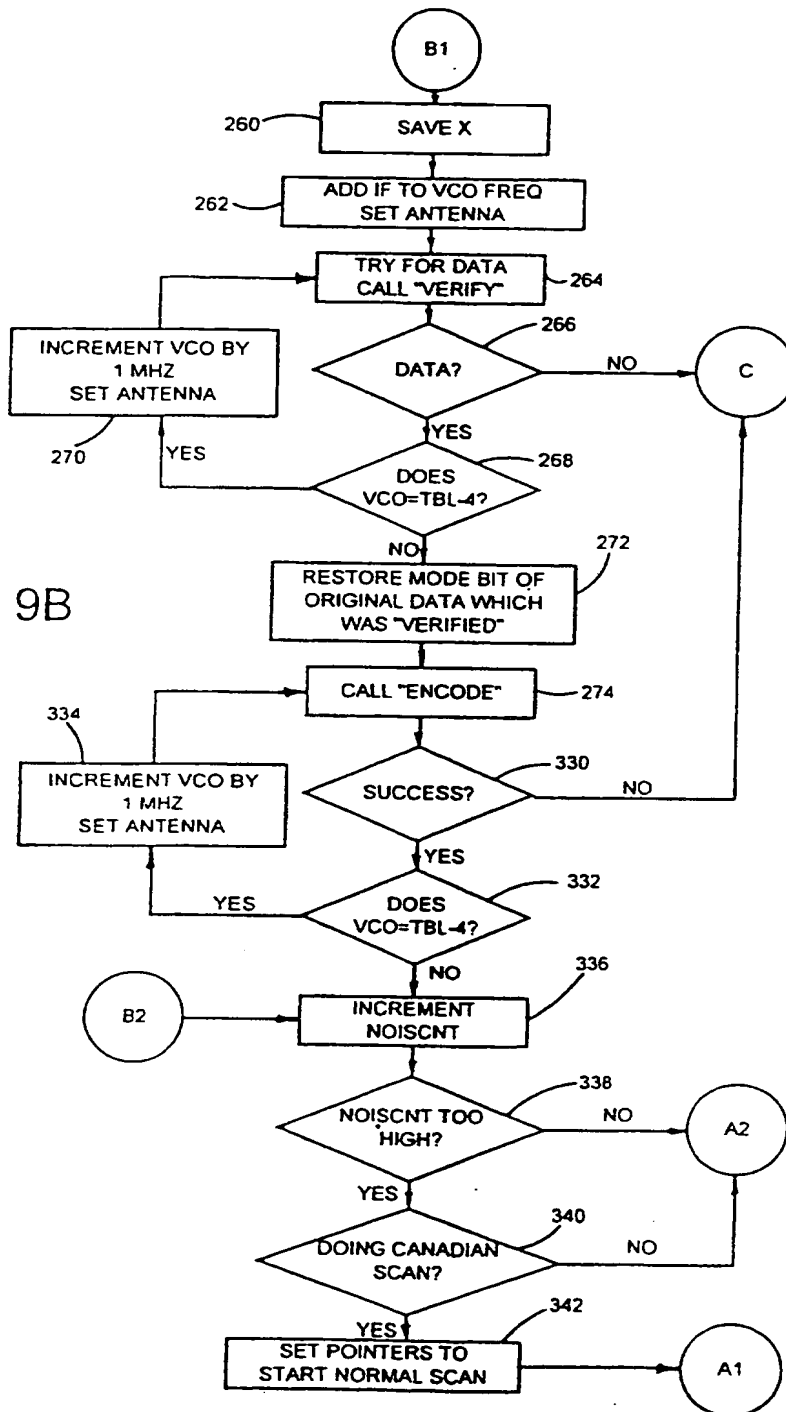 B1
260
SAVE X
262
ADD IF TO VCO FREQ
SET ANTENNA
TRY FOR DATA
CALL "VERIFY"
264
INCREMENT VCO BY
1 MHZ
SET ANTENNA
270
266
DATA?
NO
C
YES
YES
268
DOES
VCO=TBL-4?
NO
272
RESTORE MODE BIT OF
ORIGINAL DATA WHICH
WAS "VERIFIED"
9B
CALL "ENCODE"
274
334
INCREMENT VCO BY
1 MHZ
SET ANTENNA
330
SUCCESS?
NO
YES
YES
332
DOES
VCO=TBL-4?
NO
336
B2
INCREMENT
NOISCNT
338
NOISCNT TOO
HIGH?
NO
A2
YES
340
DOING CANADIAN
SCAN?
NO
YES
342
SET POINTERS TO
START NORMAL SCAN
A1